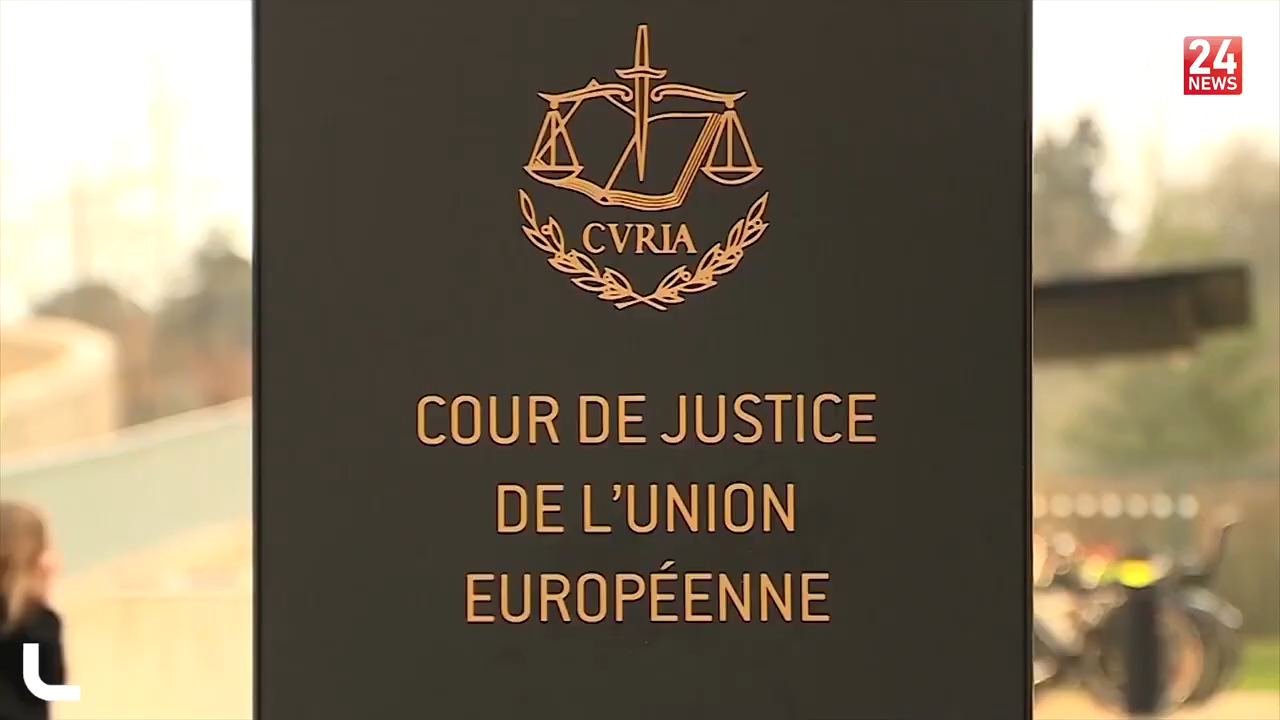 24
NEWS
CVRIA
COUR DE JUSTICE
DE L'UNION
EUROPÉENNE